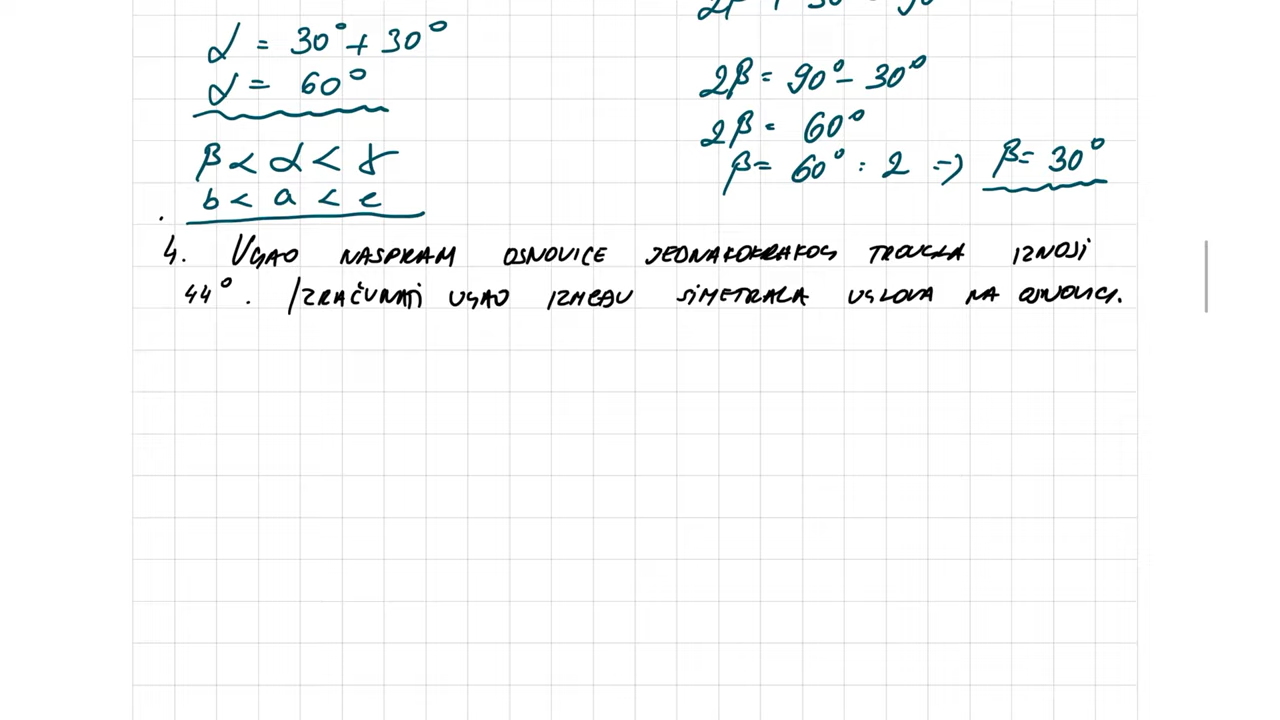 α = 30° + 30°
2β = 90° - 30°
α = 60°
2β = 60°
β < α < γ
β = 60° : 2 => β = 30°
b < a < c
4. UGAO NASPRAM OSNOVICE JEDNAKOKRAKOG TROUGLA IZNOSI
44°. IZRAČUNATI UGAO IZMEĐU SIMETRALA UGLOVA NA OSNOVICI.